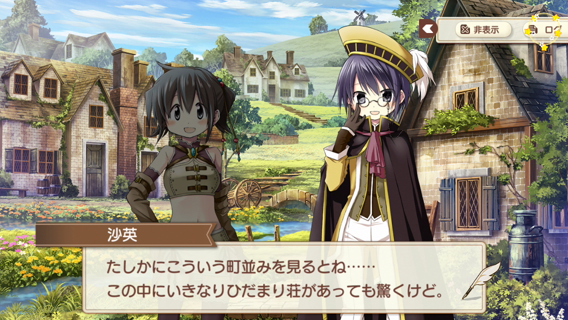 非表示
ログ
沙英
たしかにこういう町並みを見るとね……
この中にいきなりひだまり荘があっても驚くけど。